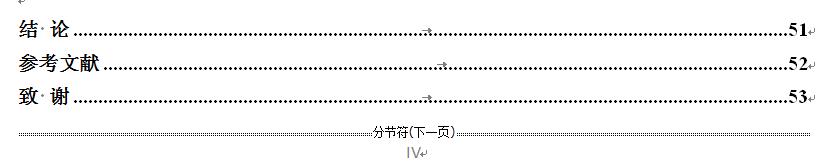 结 论............................................................51
参考文献............................................................52
致 谢............................................................53
分节符(下一页)
IV